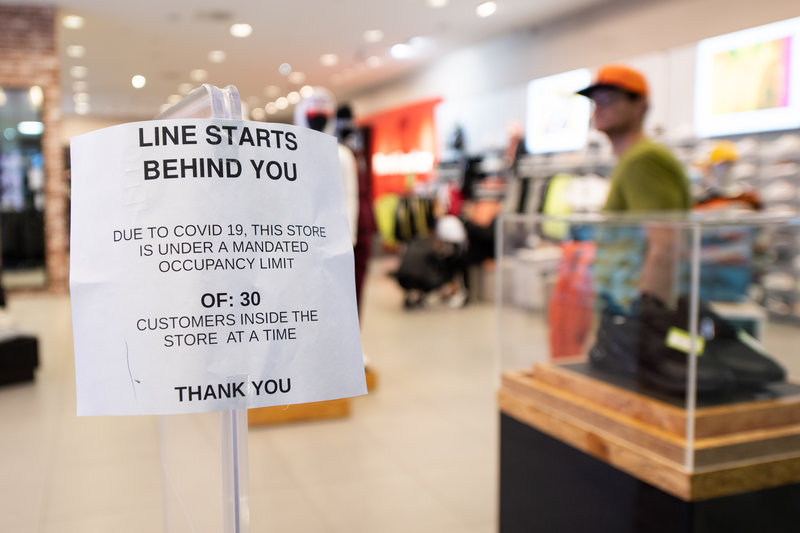 LINE STARTS
BEHIND YOU
DUE TO COVID 19, THIS STORE
IS UNDER A MANDATED
OCCUPANCY LIMIT
OF: 30
CUSTOMERS INSIDE THE
STORE AT A TIME
THANK YOU